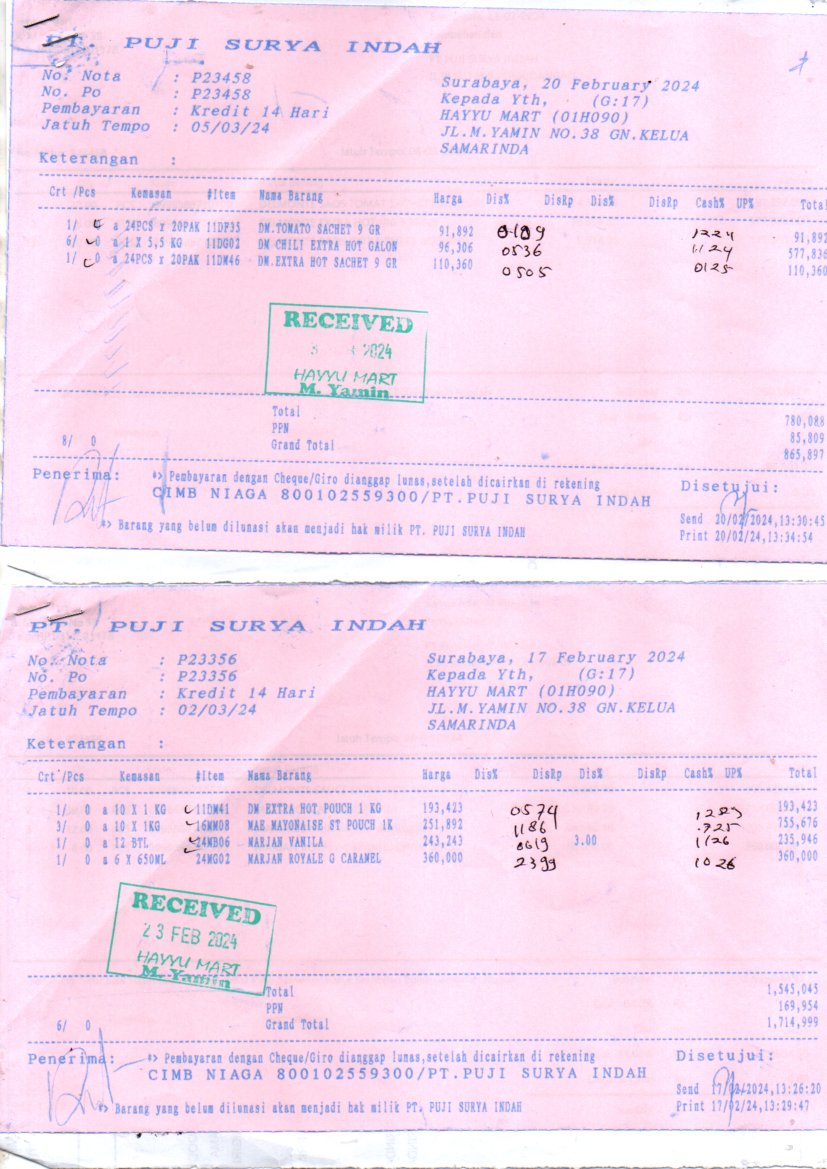 PT. PUJI SURYA INDAH
No. Nota : P23458
No. Po : P23458
Pembayaran : Kredit 14 Hari
Jatuh Tempo : 05/03/24
Surabaya, 20 February 2024
Kepada Yth, (G:17)
HAYYU MART (01H090)
JL.M.YAMIN NO.38 GN.KELUA
SAMARINDA
Keterangan :
Crt /Pcs Kemasan #Item Nama Barang Harga Dis% DisRp Dis% DisRp Cash% UP% Total
1/ 0 a 24PCS x 20PAK 11DF35 DM.TOMATO SACHET 9 GR 91,892 0189 1224 91,892
6/ 0 a 1 X 5,5 KG 11DG02 DM CHILI EXTRA HOT GALON 96,306 0536 1124 577,836
1/ 0 a 24PCS x 20PAK 11DM46 DM.EXTRA HOT SACHET 9 GR 110,360 0505 0125 110,360
RECEIVED
2024
HAYYU MART
M. Yamin
Total 780,088
PPN 85,809
8/ 0 Grand Total 865,897
Penerima: *> Pembayaran dengan Cheque/Giro dianggap lunas,setelah dicairkan di rekening Disetujui:
CIMB NIAGA 800102559300/PT.PUJI SURYA INDAH
*> Barang yang belum dilunasi akan menjadi hak milik PT. PUJI SURYA INDAH
Send 20/02/2024,13:30:45
Print 20/02/24,13:34:54
PT. PUJI SURYA INDAH
No. Nota : P23356
No. Po : P23356
Pembayaran : Kredit 14 Hari
Jatuh Tempo : 02/03/24
Surabaya, 17 February 2024
Kepada Yth, (G:17)
HAYYU MART (01H090)
JL.M.YAMIN NO.38 GN.KELUA
SAMARINDA
Keterangan :
Crt /Pcs Kemasan #Item Nama Barang Harga Dis% DisRp Dis% DisRp Cash% UP% Total
1/ 0 a 10 X 1 KG 11DM41 DM EXTRA HOT POUCH 1 KG 193,423 0574 193,423
3/ 0 a 10 X 1KG 16MM08 MAE MAYONAISE ST POUCH 1K 251,892 1186 755,676
1/ 0 a 12 BTL 24MB06 MARJAN VANILA 243,243 0619 3.00 1126 235,946
1/ 0 a 6 X 650ML 24MG02 MARJAN ROYALE G CARAMEL 360,000 2399 1026 360,000
RECEIVED
23 FEB 2024
HAYYU MART
M. Yamin
Total 1,545,045
PPN 169,954
6/ 0 Grand Total 1,714,999
Penerima: *> Pembayaran dengan Cheque/Giro dianggap lunas,setelah dicairkan di rekening Disetujui:
CIMB NIAGA 800102559300/PT.PUJI SURYA INDAH
*> Barang yang belum dilunasi akan menjadi hak milik PT. PUJI SURYA INDAH
Send 17/02/2024,13:26:20
Print 17/02/24,13:29:47